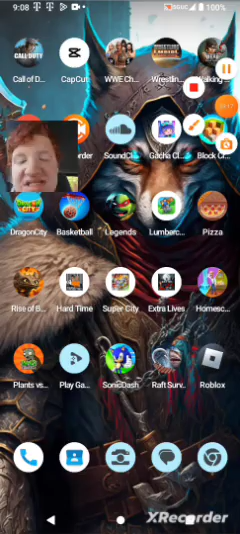 9:08
100%
Call of D...
CapCut
WWE Ch...
Wrestlin...
Walking
order
SoundCl...
Gacha Cl...
Block Cr...
DragonCity
Basketball
Legends
Lumberc...
Pizza
Rise of B...
Hard Time
Super City
Extra Lives
Homesc...
Plants vs...
Play Ga...
SonicDash
Raft Surv...
Roblox
XRecorder